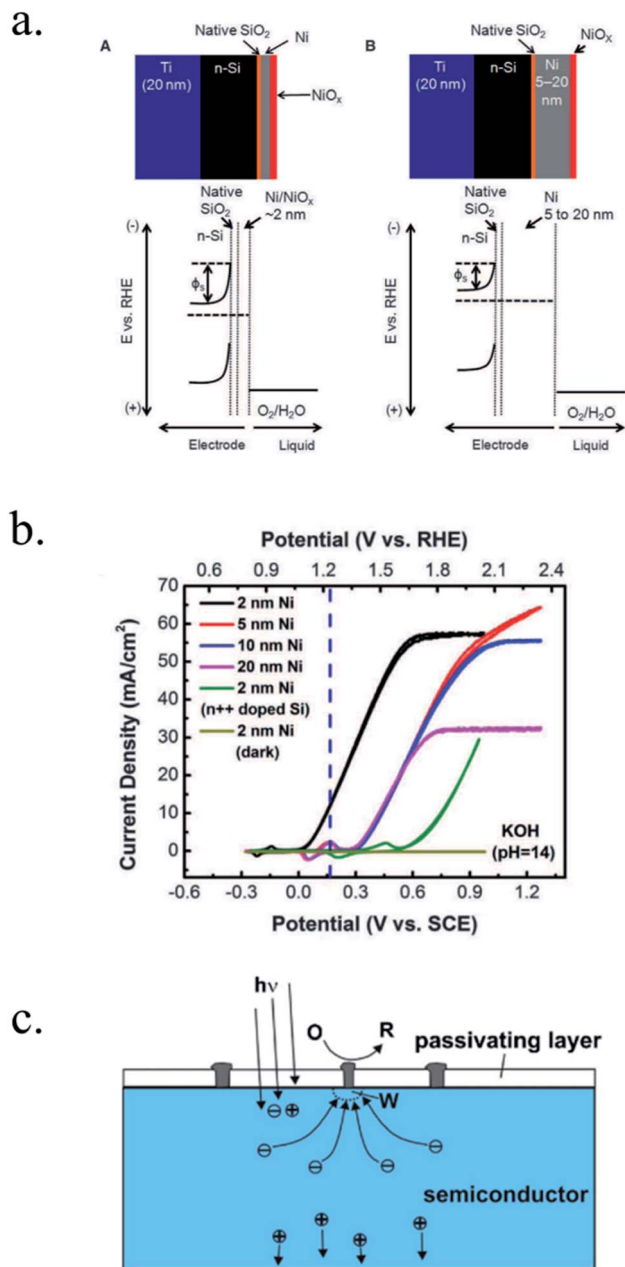 a.
A
Native SiO₂
Ni
Ti
(20 nm)
n-Si
NiOₓ
Native
SiO₂
Ni/NiOₓ
~2 nm
n-Si
(-)
E vs. RHE
ϕₛ
(+)
O₂/H₂O
Electrode
Liquid
B
Native SiO₂
NiOₓ
Ti
(20 nm)
n-Si
Ni
5–20
nm
Native
SiO₂
Ni
5 to 20 nm
n-Si
(-)
E vs. RHE
ϕₛ
(+)
O₂/H₂O
Electrode
Liquid
b.
Potential (V vs. RHE)
0.6 0.9 1.2 1.5 1.8 2.1 2.4
Current Density (mA/cm²)
70
60
50
40
30
20
10
0
2 nm Ni
5 nm Ni
10 nm Ni
20 nm Ni
2 nm Ni
(n++ doped Si)
2 nm Ni
(dark)
KOH
(pH=14)
-0.6 -0.3 0.0 0.3 0.6 0.9 1.2
Potential (V vs. SCE)
c.
hν
O
R
passivating layer
W
semiconductor